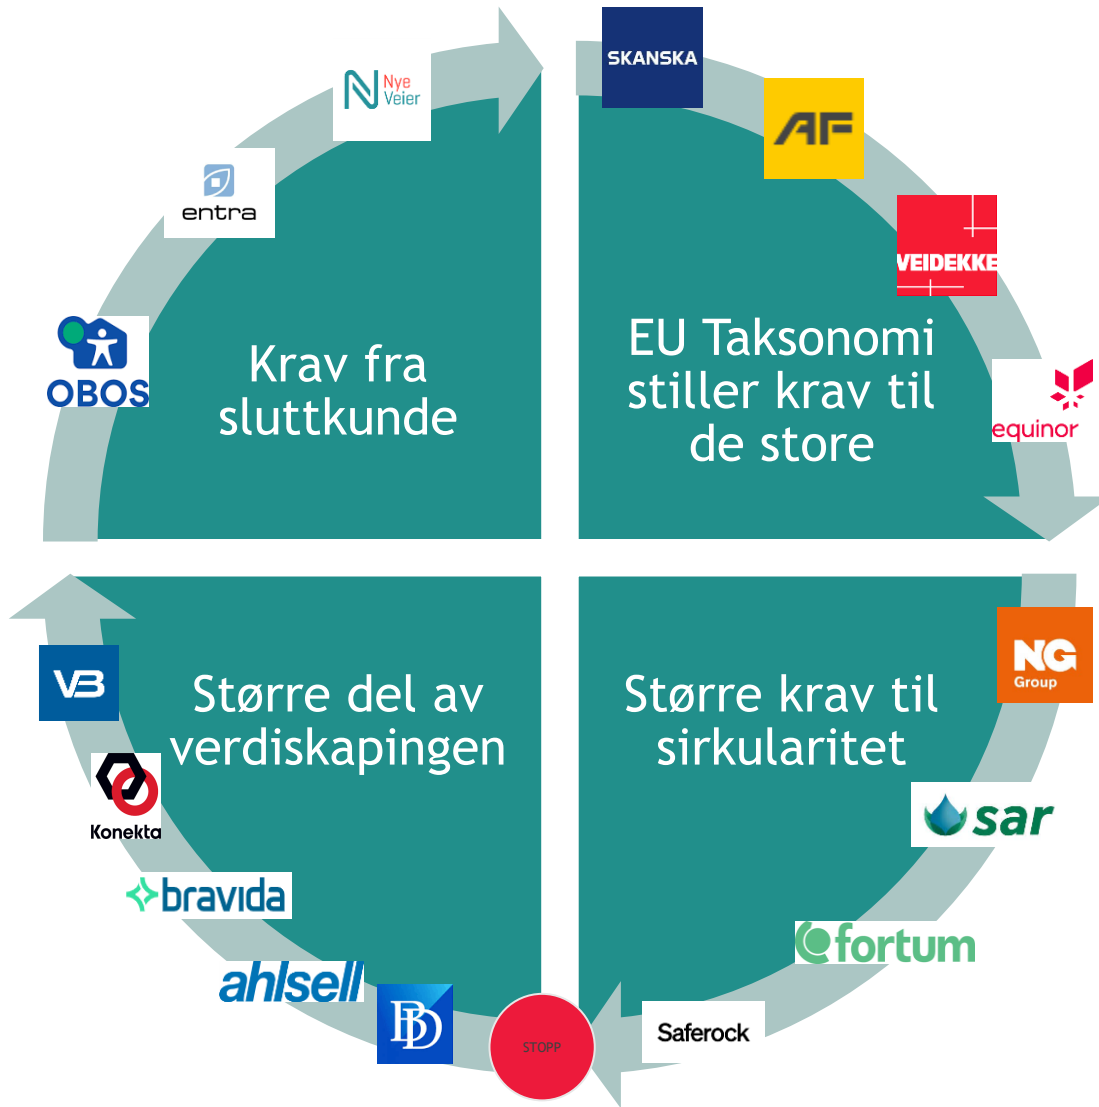 Nye
Veier
entra
OBOS
Krav fra
sluttkunde
SKANSKA
AF
VEIDEKKE
equinor
EU Taksonomi
stiller krav til
de store
VB
Konekta
bravida
ahlsell
BD
Større del av
verdiskapingen
STOPP
Større krav til
sirkularitet
NG
Group
sar
fortum
Saferock